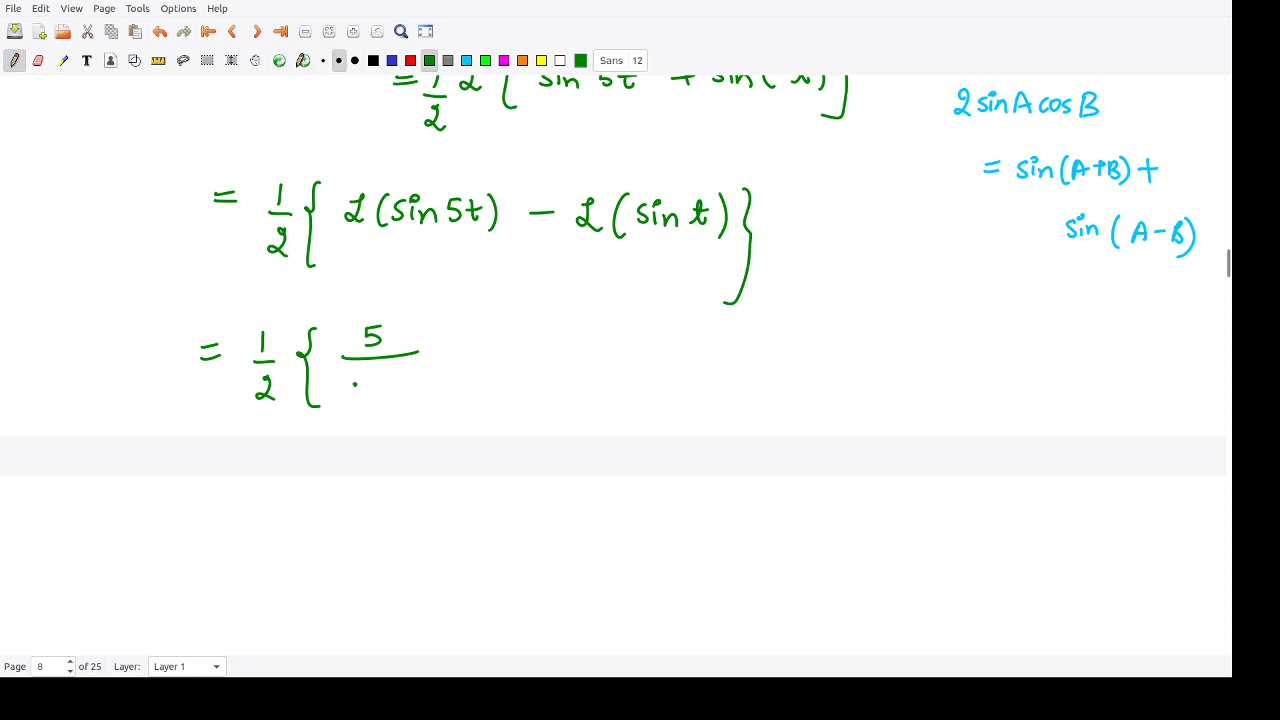 File Edit View Page Tools Options Help
T Sans 12
= 1/2 ℒ [ sin 5t + sin(
2 sin A cos B
= sin(A+B) +
sin (A-B)
= 1/2 { ℒ(sin 5t) - ℒ(sin t) }
= 1/2 { 5
Page 8 of 25 Layer: Layer 1